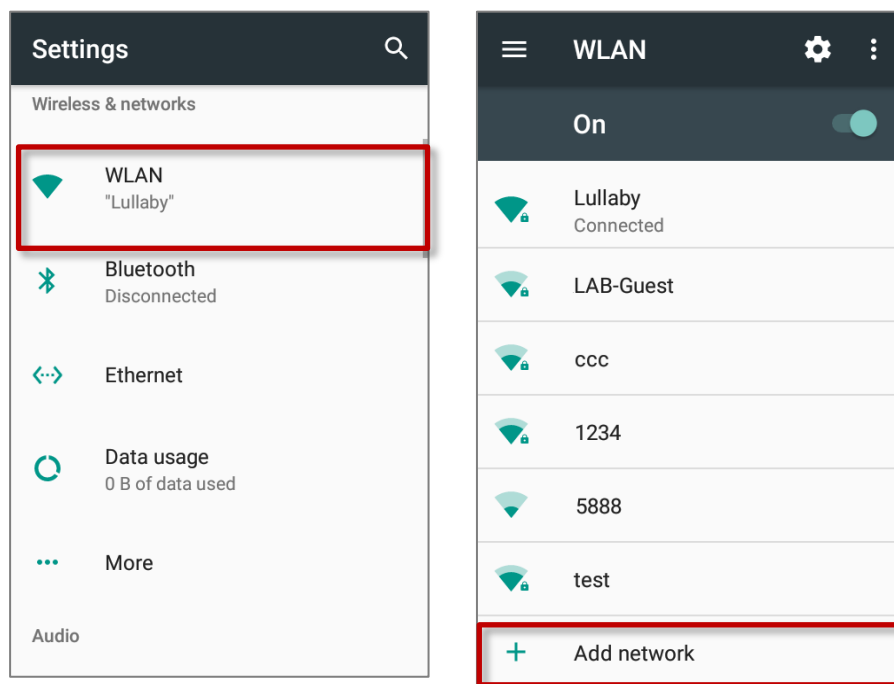 Settings
Wireless & networks
WLAN
"Lullaby"
Bluetooth
Disconnected
Ethernet
Data usage
0 B of data used
More
Audio
WLAN
On
Lullaby
Connected
LAB-Guest
ccc
1234
5888
test
Add network